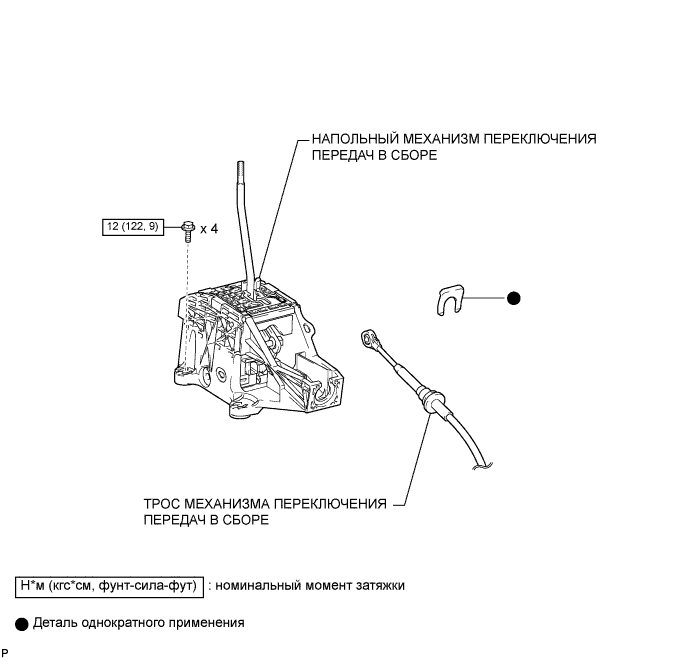 НАПОЛЬНЫЙ МЕХАНИЗМ ПЕРЕКЛЮЧЕНИЯ
ПЕРЕДАЧ В СБОРЕ
12 (122, 9)
x 4
ТРОС МЕХАНИЗМА ПЕРЕКЛЮЧЕНИЯ
ПЕРЕДАЧ В СБОРЕ
Н*м (кгс*см, фунт-сила-фут) : номинальный момент затяжки
Деталь однократного применения
P